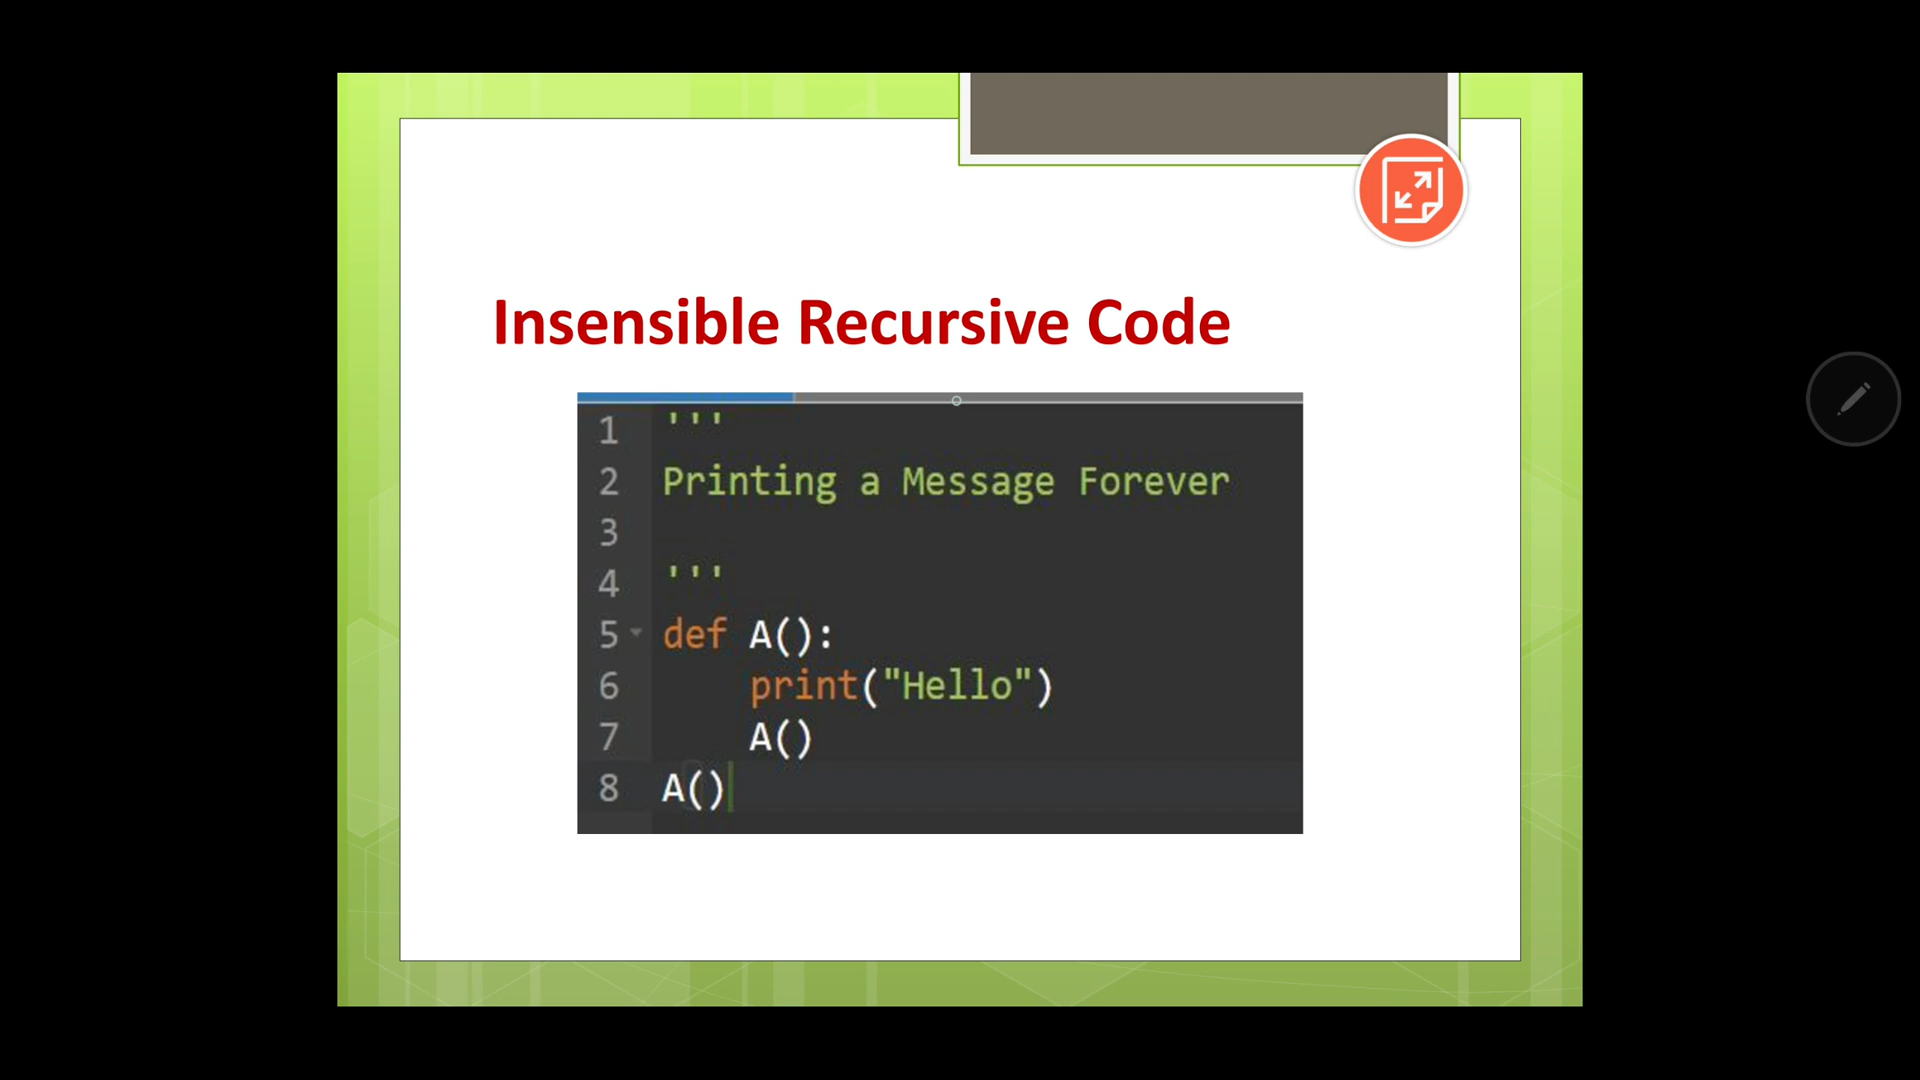 Insensible Recursive Code
1 '''
2 Printing a Message Forever
3
4 '''
5 def A():
6     print("Hello")
7     A()
8 A()